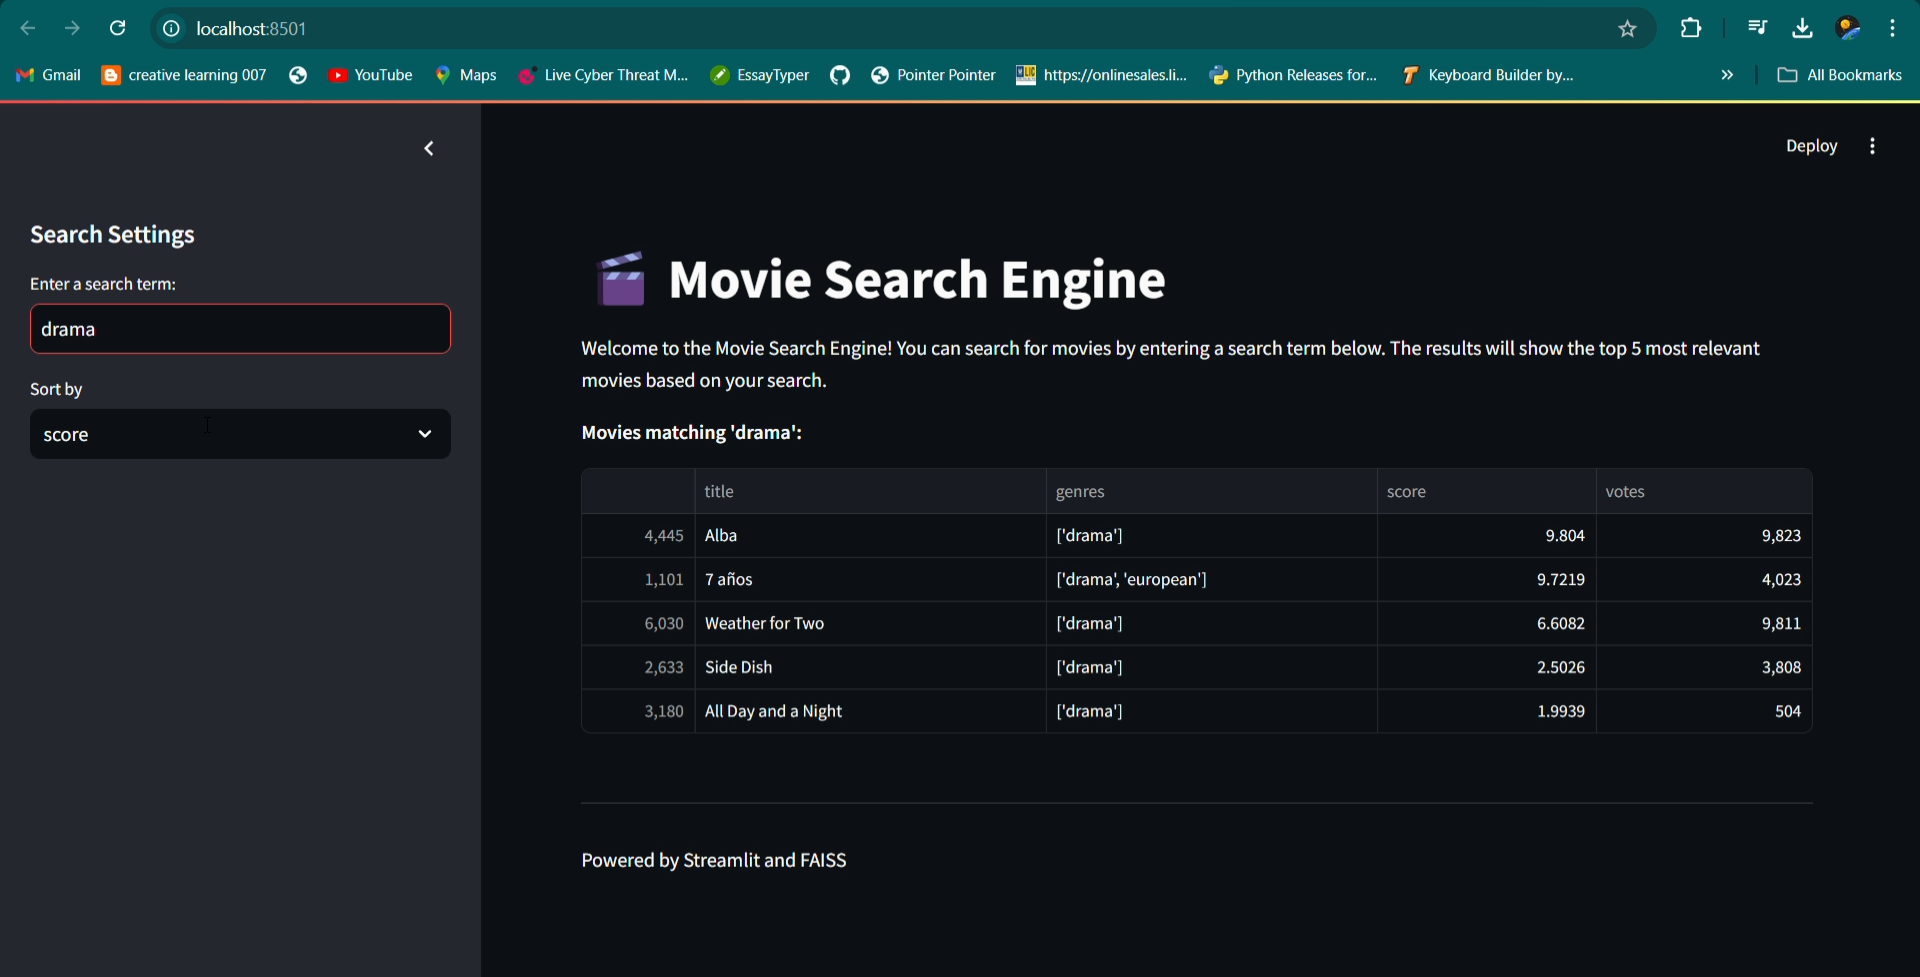 localhost:8501
Gmail creative learning 007 YouTube Maps Live Cyber Threat M... EssayTyper Pointer Pointer LIC https://onlinesales.li... Python Releases for... Keyboard Builder by... All Bookmarks
Deploy
Search Settings
Enter a search term:
drama
Sort by
score
Movie Search Engine
Welcome to the Movie Search Engine! You can search for movies by entering a search term below. The results will show the top 5 most relevant
movies based on your search.
Movies matching 'drama':
title genres score votes
4,445 Alba ['drama'] 9.804 9,823
1,101 7 años ['drama', 'european'] 9.7219 4,023
6,030 Weather for Two ['drama'] 6.6082 9,811
2,633 Side Dish ['drama'] 2.5026 3,808
3,180 All Day and a Night ['drama'] 1.9939 504
Powered by Streamlit and FAISS